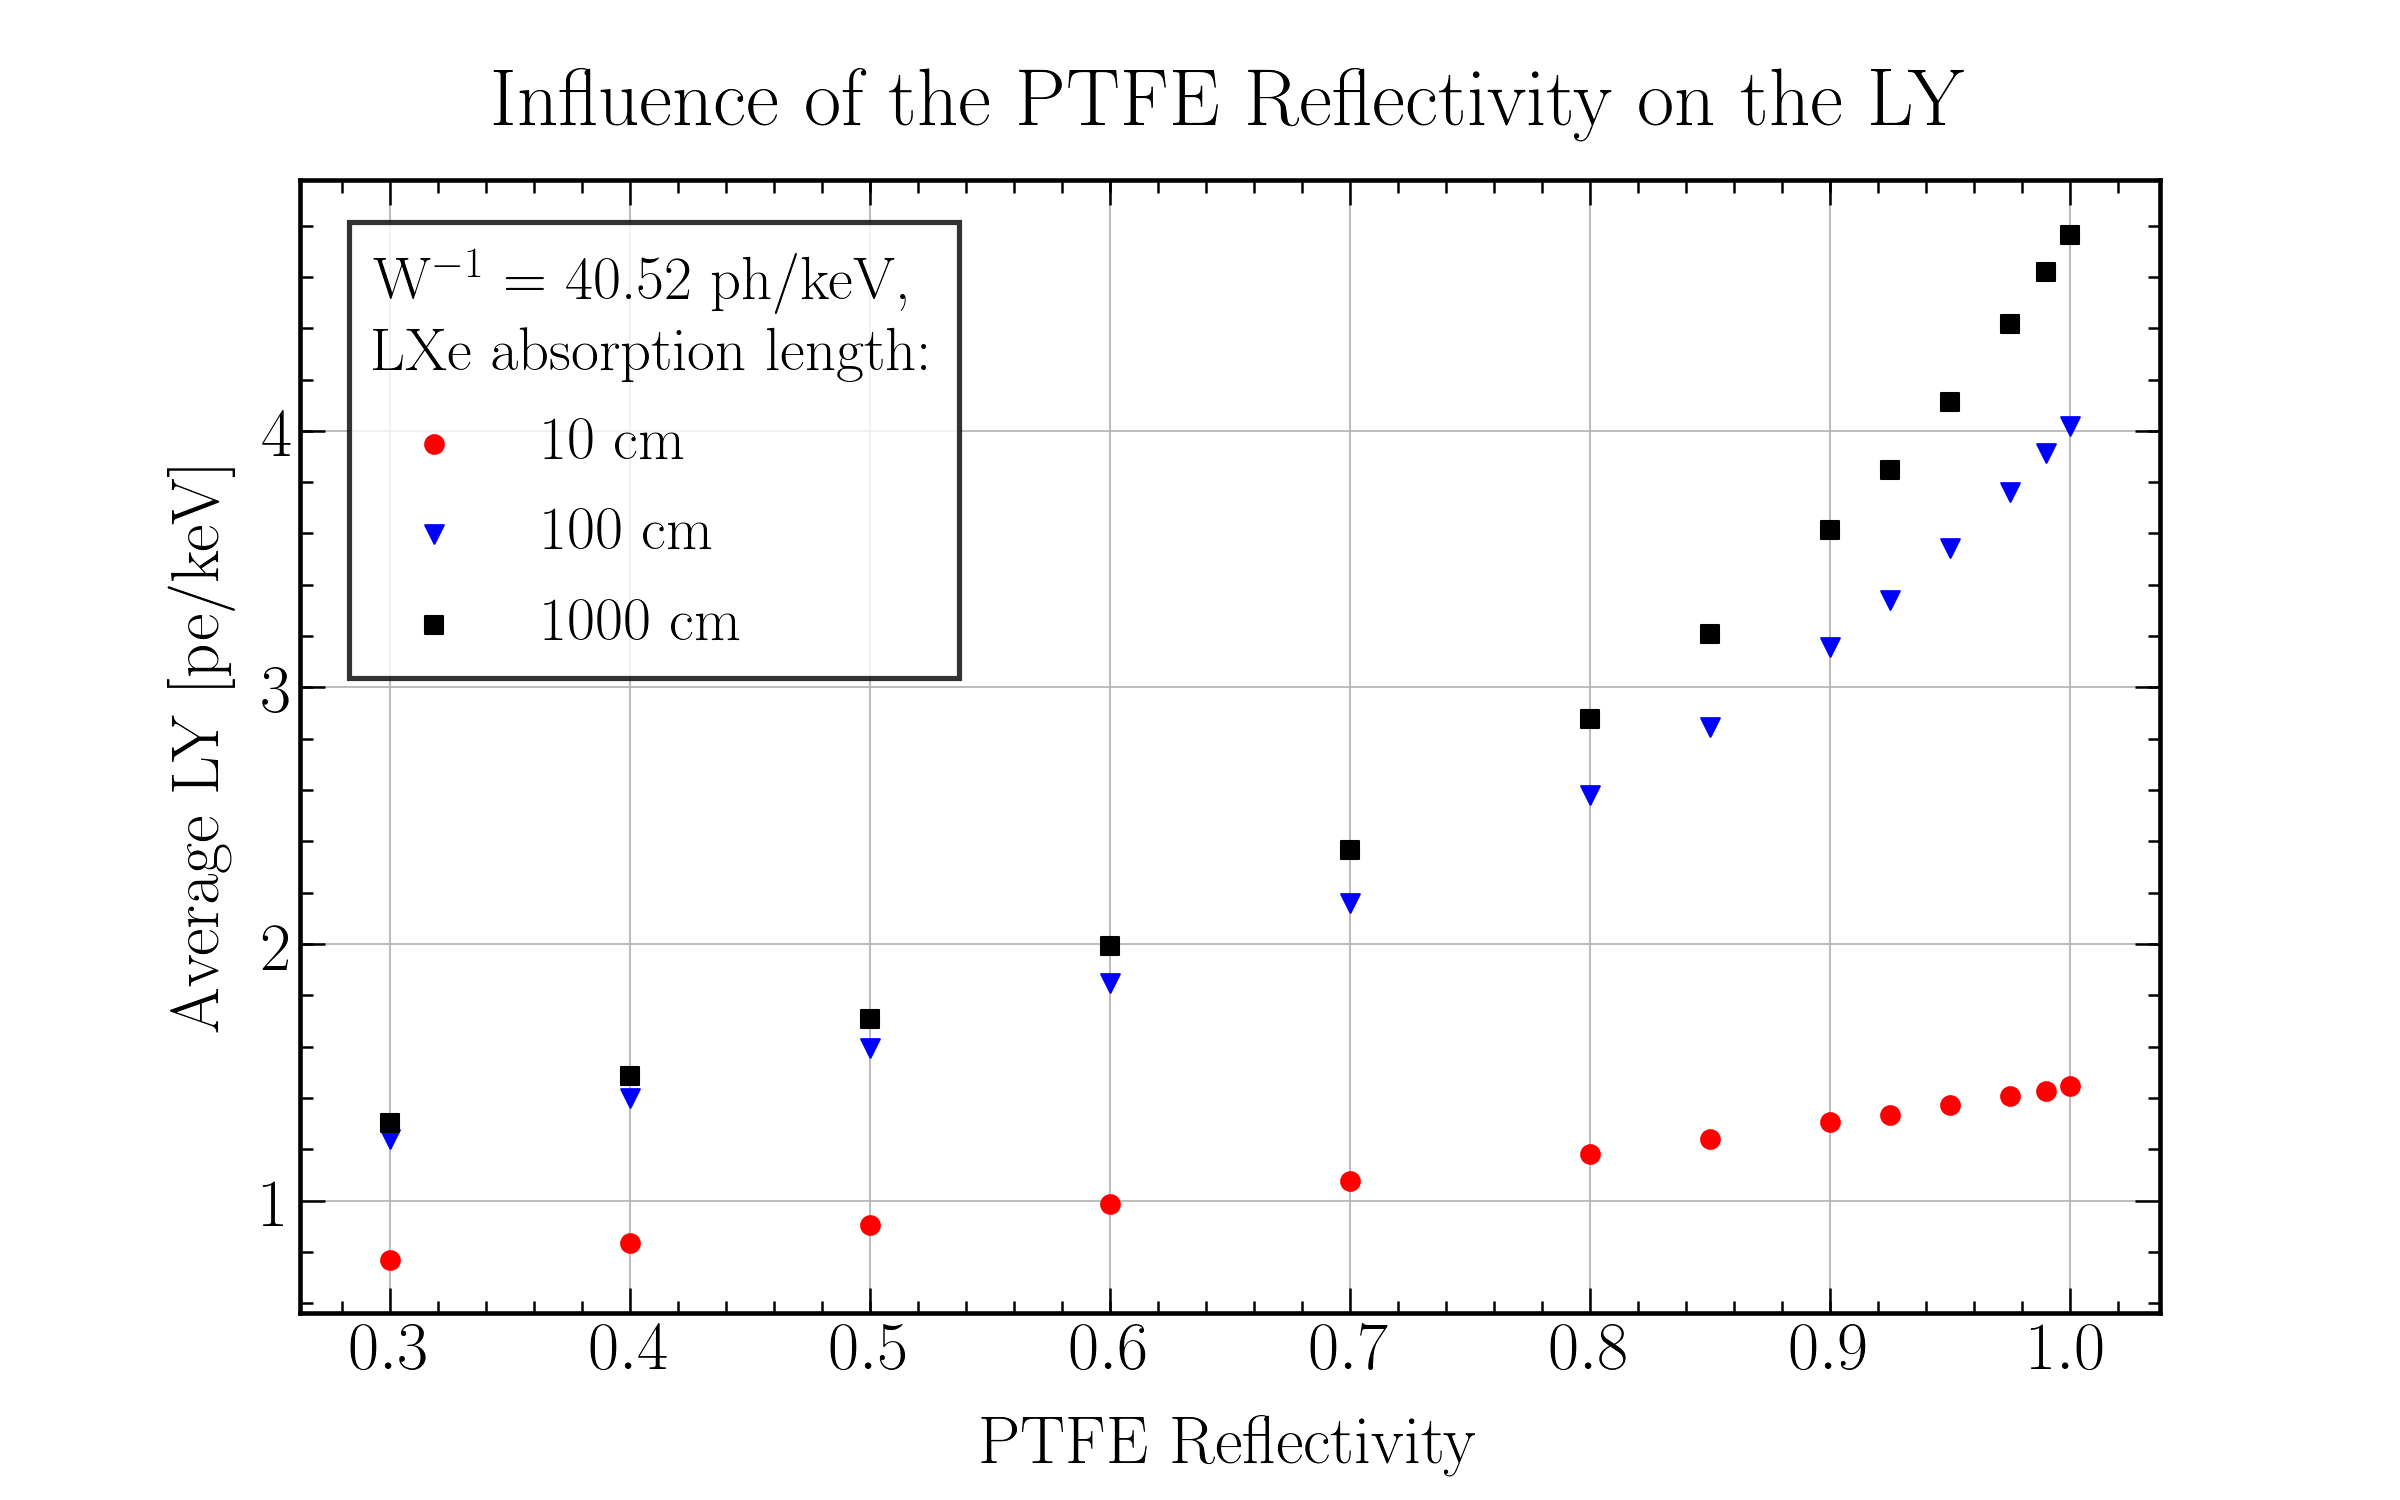 Influence of the PTFE Reflectivity on the LY
W⁻¹ = 40.52 ph/keV,
LXe absorption length:
10 cm
100 cm
1000 cm
Average LY [pe/keV]
4
3
2
1
0.3 0.4 0.5 0.6 0.7 0.8 0.9 1.0
PTFE Reflectivity